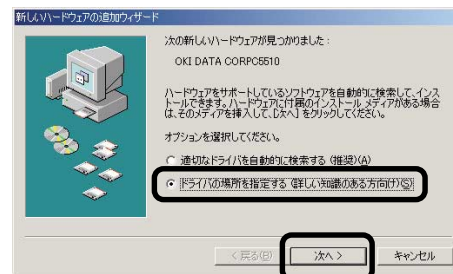 新しいハードウェアの追加ウィザード
次の新しいハードウェアが見つかりました：
OKI DATA CORPC5510
ハードウェアをサポートしているソフトウェアを自動的に検索して、インス
トールできます。ハードウェアに付属のインストール メディアがある場合
は、そのメディアを挿入して、[次へ] をクリックしてください。
オプションを選択してください。
適切なドライバを自動的に検索する (推奨)(A)
ドライバの場所を指定する (詳しい知識のある方向け)(S)
< 戻る(B)
次へ >
キャンセル